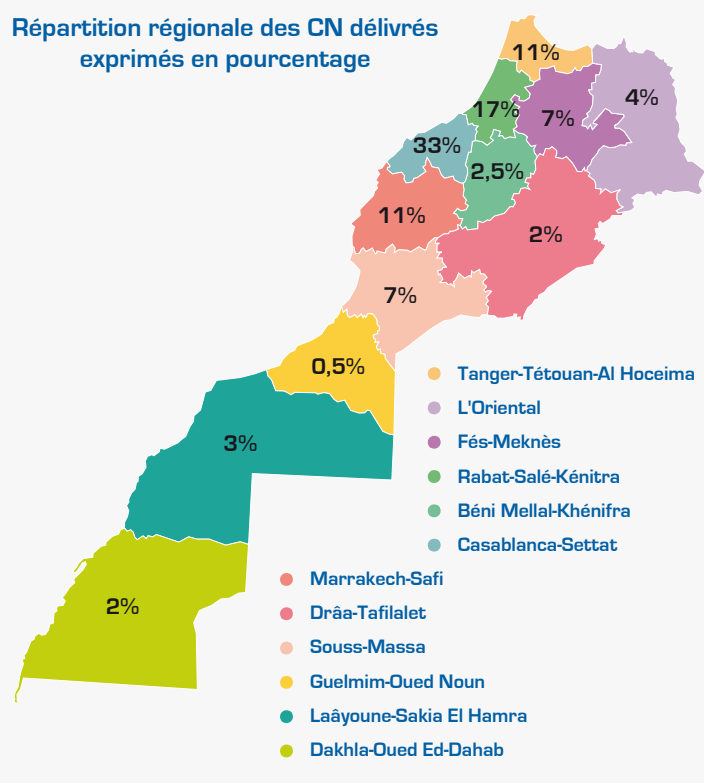 Répartition régionale des CN délivrés
exprimés en pourcentage
11%
4%
17%
7%
33%
2,5%
11%
2%
7%
0,5%
3%
2%
Tanger-Tétouan-Al Hoceima
L'Oriental
Fés-Meknès
Rabat-Salé-Kénitra
Béni Mellal-Khénifra
Casablanca-Settat
Marrakech-Safi
Drâa-Tafilalet
Souss-Massa
Guelmim-Oued Noun
Laâyoune-Sakia El Hamra
Dakhla-Oued Ed-Dahab